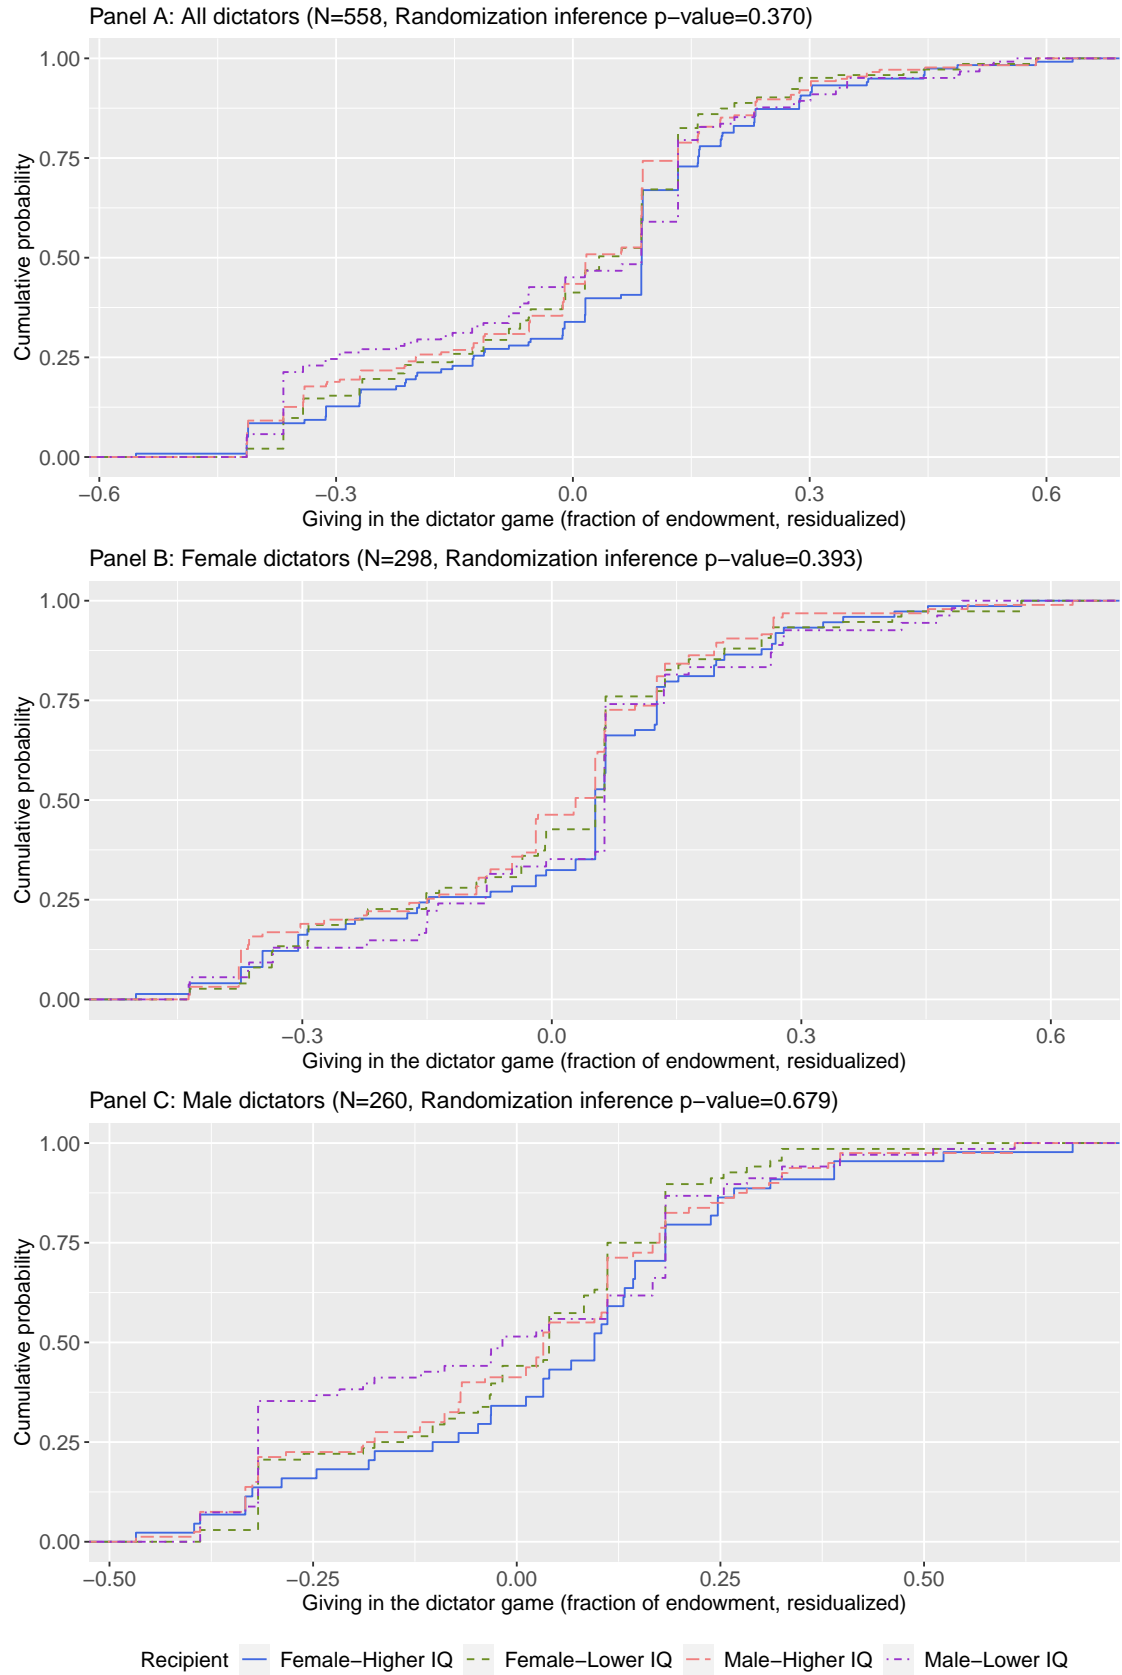 Panel A: All dictators (N=558, Randomization inference p−value=0.370)
1.00
0.75
0.50
0.25
0.00
Cumulative probability
−0.6 −0.3 0.0 0.3 0.6
Giving in the dictator game (fraction of endowment, residualized)
Panel B: Female dictators (N=298, Randomization inference p−value=0.393)
1.00
0.75
0.50
0.25
0.00
Cumulative probability
−0.3 0.0 0.3 0.6
Giving in the dictator game (fraction of endowment, residualized)
Panel C: Male dictators (N=260, Randomization inference p−value=0.679)
1.00
0.75
0.50
0.25
0.00
Cumulative probability
−0.50 −0.25 0.00 0.25 0.50
Giving in the dictator game (fraction of endowment, residualized)
Recipient Female−Higher IQ Female−Lower IQ Male−Higher IQ Male−Lower IQ